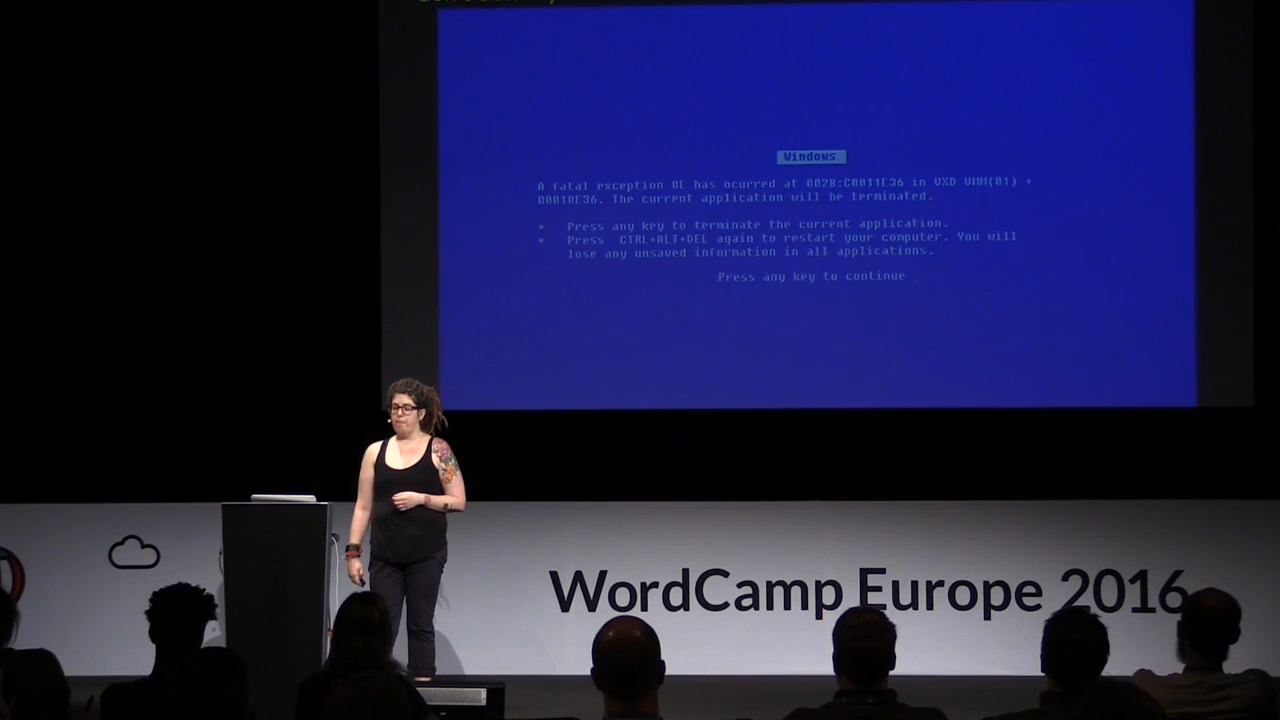 Windows
A fatal exception 0E has ocurred at 0028:C0011E36 in VXD VMM(01) +
00010E36. The current application will be terminated.
* Press any key to terminate the current application.
* Press CTRL+ALT+DEL again to restart your computer. You will
lose any unsaved information in all applications.
Press any key to continue _
WordCamp Europe 2016